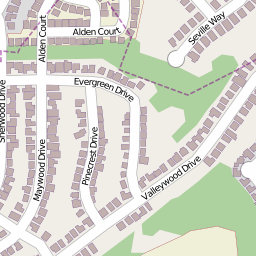 Alden Court
Alden Court
Seville Way
Evergreen Drive
Sherwood Drive
Maywood Drive
Pinecrest Drive
Valleywood Drive